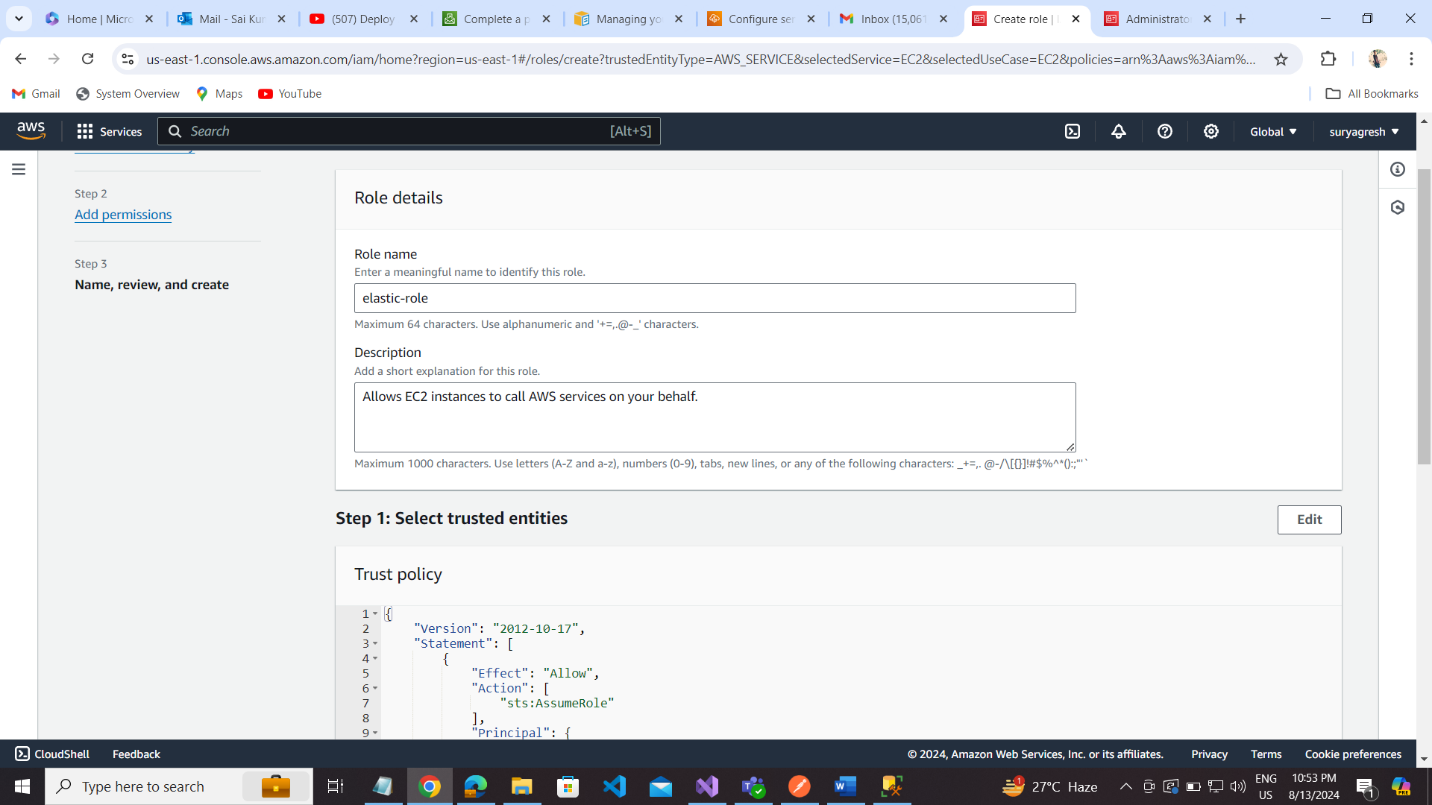 Home | Micro
Mail - Sai Kur
(507) Deploy
Complete a p
Managing yo
Configure ser
Inbox (15,061
Create role |
Administrator
us-east-1.console.aws.amazon.com/iam/home?region=us-east-1#/roles/create?trustedEntityType=AWS_SERVICE&selectedService=EC2&selectedUseCase=EC2&policies=arn%3Aaws%3Aiam%...
Gmail
System Overview
Maps
YouTube
All Bookmarks
aws
Services
Search
[Alt+S]
Global
suryagresh
Step 2
Add permissions
Step 3
Name, review, and create
Role details
Role name
Enter a meaningful name to identify this role.
elastic-role
Maximum 64 characters. Use alphanumeric and '+=,.@-_' characters.
Description
Add a short explanation for this role.
Allows EC2 instances to call AWS services on your behalf.
Maximum 1000 characters. Use letters (A-Z and a-z), numbers (0-9), tabs, new lines, or any of the following characters: _+=,. @-/\[{}]!#$%^*();:'"`
Step 1: Select trusted entities
Edit
Trust policy
1 {
2 "Version": "2012-10-17",
3 "Statement": [
4 {
5 "Effect": "Allow",
6 "Action": [
7 "sts:AssumeRole"
8 ],
9 "Principal": {
CloudShell
Feedback
© 2024, Amazon Web Services, Inc. or its affiliates.
Privacy
Terms
Cookie preferences
Type here to search
1
27°C Haze
ENG
US
10:53 PM
8/13/2024
1